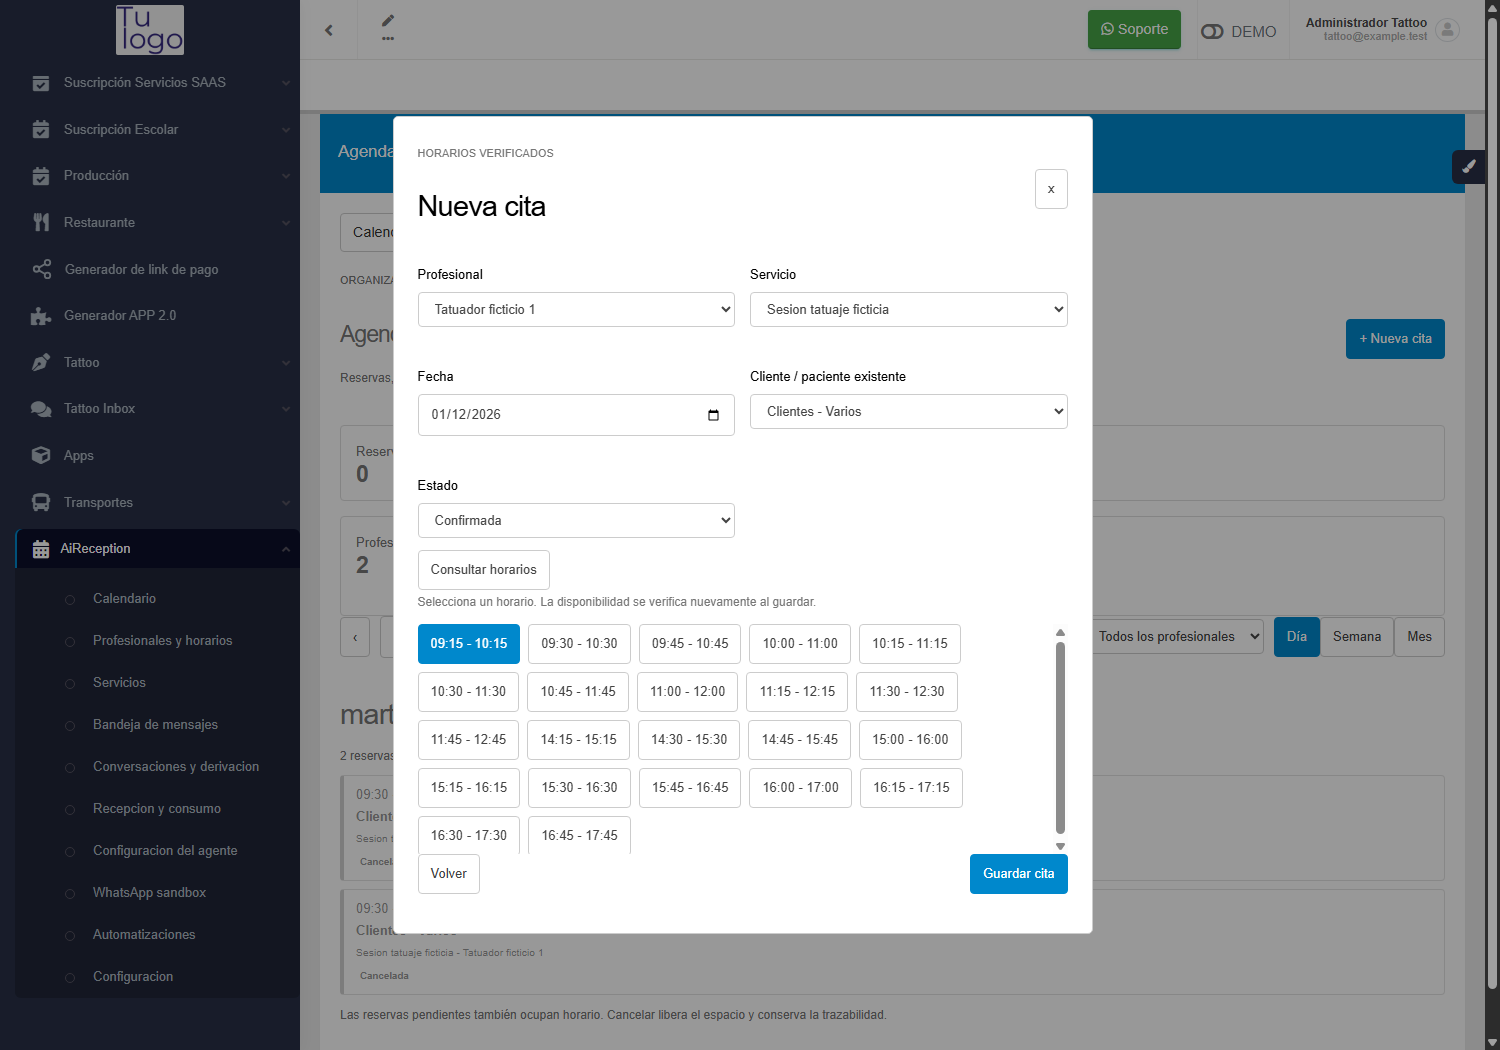 Tu
logo
Suscripción Servicios SAAS
Suscripción Escolar
Producción
Restaurante
Generador de link de pago
Generador APP 2.0
Tattoo
Tattoo Inbox
Apps
Transportes
AiReception
Calendario
Profesionales y horarios
Servicios
Bandeja de mensajes
Conversaciones y derivacion
Recepcion y consumo
Configuracion del agente
WhatsApp sandbox
Automatizaciones
Configuracion
Soporte
DEMO
Administrador Tattoo
tattoo@example.test
Agenda
Calen
ORGANIZA
Agen
+ Nueva cita
Reservas,
Reser
0
Profes
2
‹
Todos los profesionales
Día
Semana
Mes
mart
2 reservas
09:30
Client
Sesion t
Cancela
09:30
Sesion tatuaje ficticia - Tatuador ficticio 1
Cancelada
Las reservas pendientes también ocupan horario. Cancelar libera el espacio y conserva la trazabilidad.
HORARIOS VERIFICADOS
Nueva cita
x
Profesional
Servicio
Tatuador ficticio 1
Sesion tatuaje ficticia
Fecha
Cliente / paciente existente
01/12/2026
Clientes - Varios
Estado
Confirmada
Consultar horarios
Selecciona un horario. La disponibilidad se verifica nuevamente al guardar.
09:15 - 10:15 09:30 - 10:30 09:45 - 10:45 10:00 - 11:00 10:15 - 11:15
10:30 - 11:30 10:45 - 11:45 11:00 - 12:00 11:15 - 12:15 11:30 - 12:30
11:45 - 12:45 14:15 - 15:15 14:30 - 15:30 14:45 - 15:45 15:00 - 16:00
15:15 - 16:15 15:30 - 16:30 15:45 - 16:45 16:00 - 17:00 16:15 - 17:15
16:30 - 17:30 16:45 - 17:45
Volver
Guardar cita